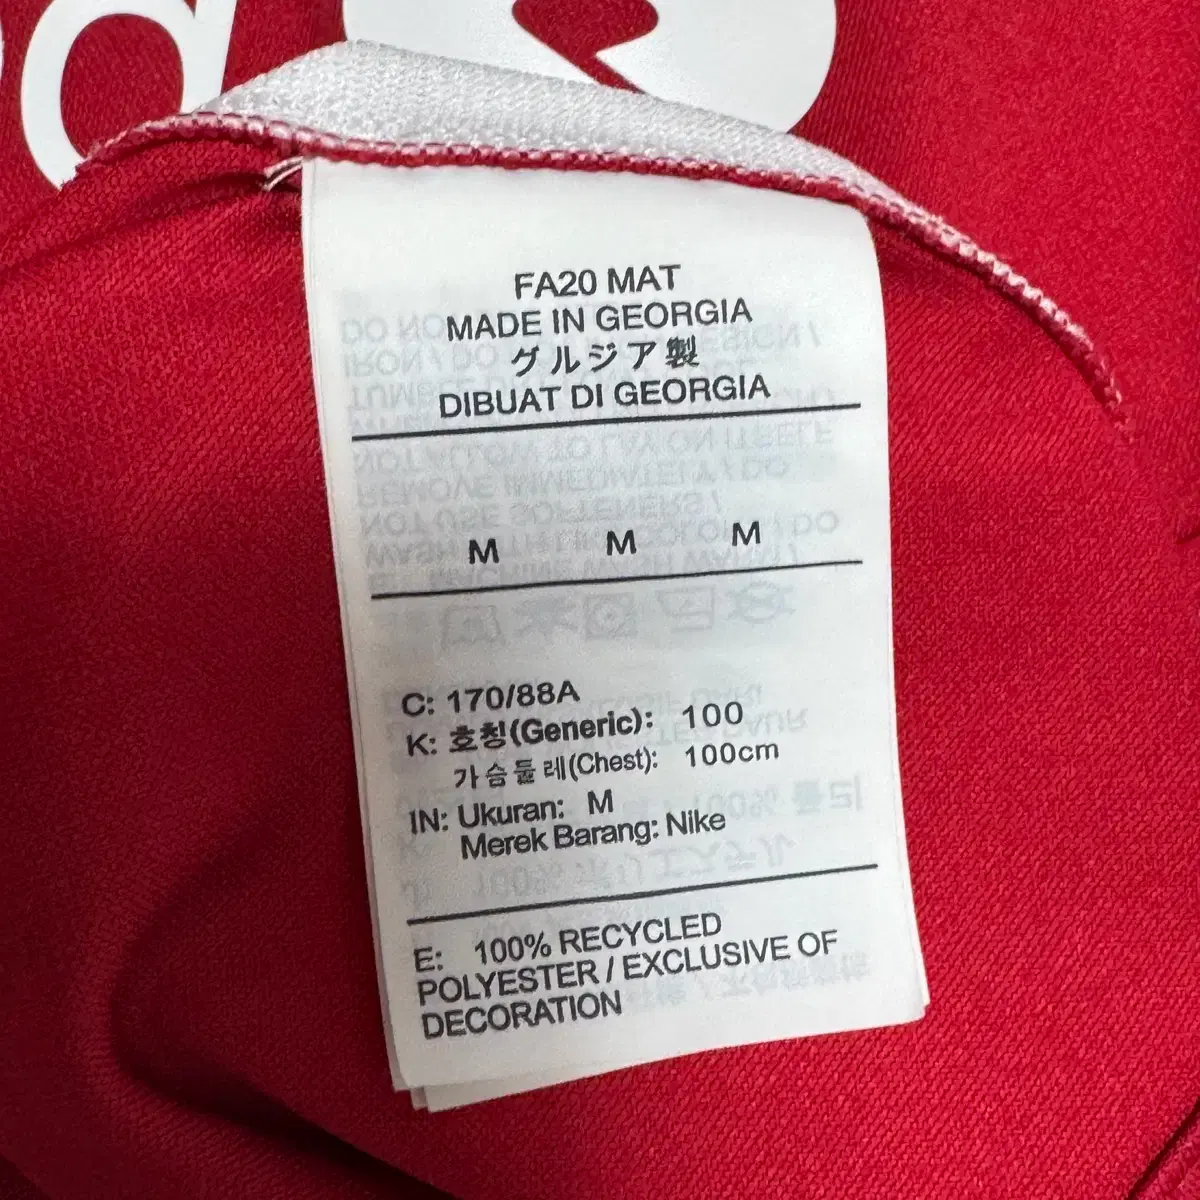 FA20 MAT
MADE IN GEORGIA
グルジア製
DIBUAT DI GEORGIA
M M M
C: 170/88A
K: 호칭(Generic): 100
가슴둘레(Chest): 100cm
IN: Ukuran: M
Merek Barang: Nike
E: 100% RECYCLED
POLYESTER / EXCLUSIVE OF
DECORATION